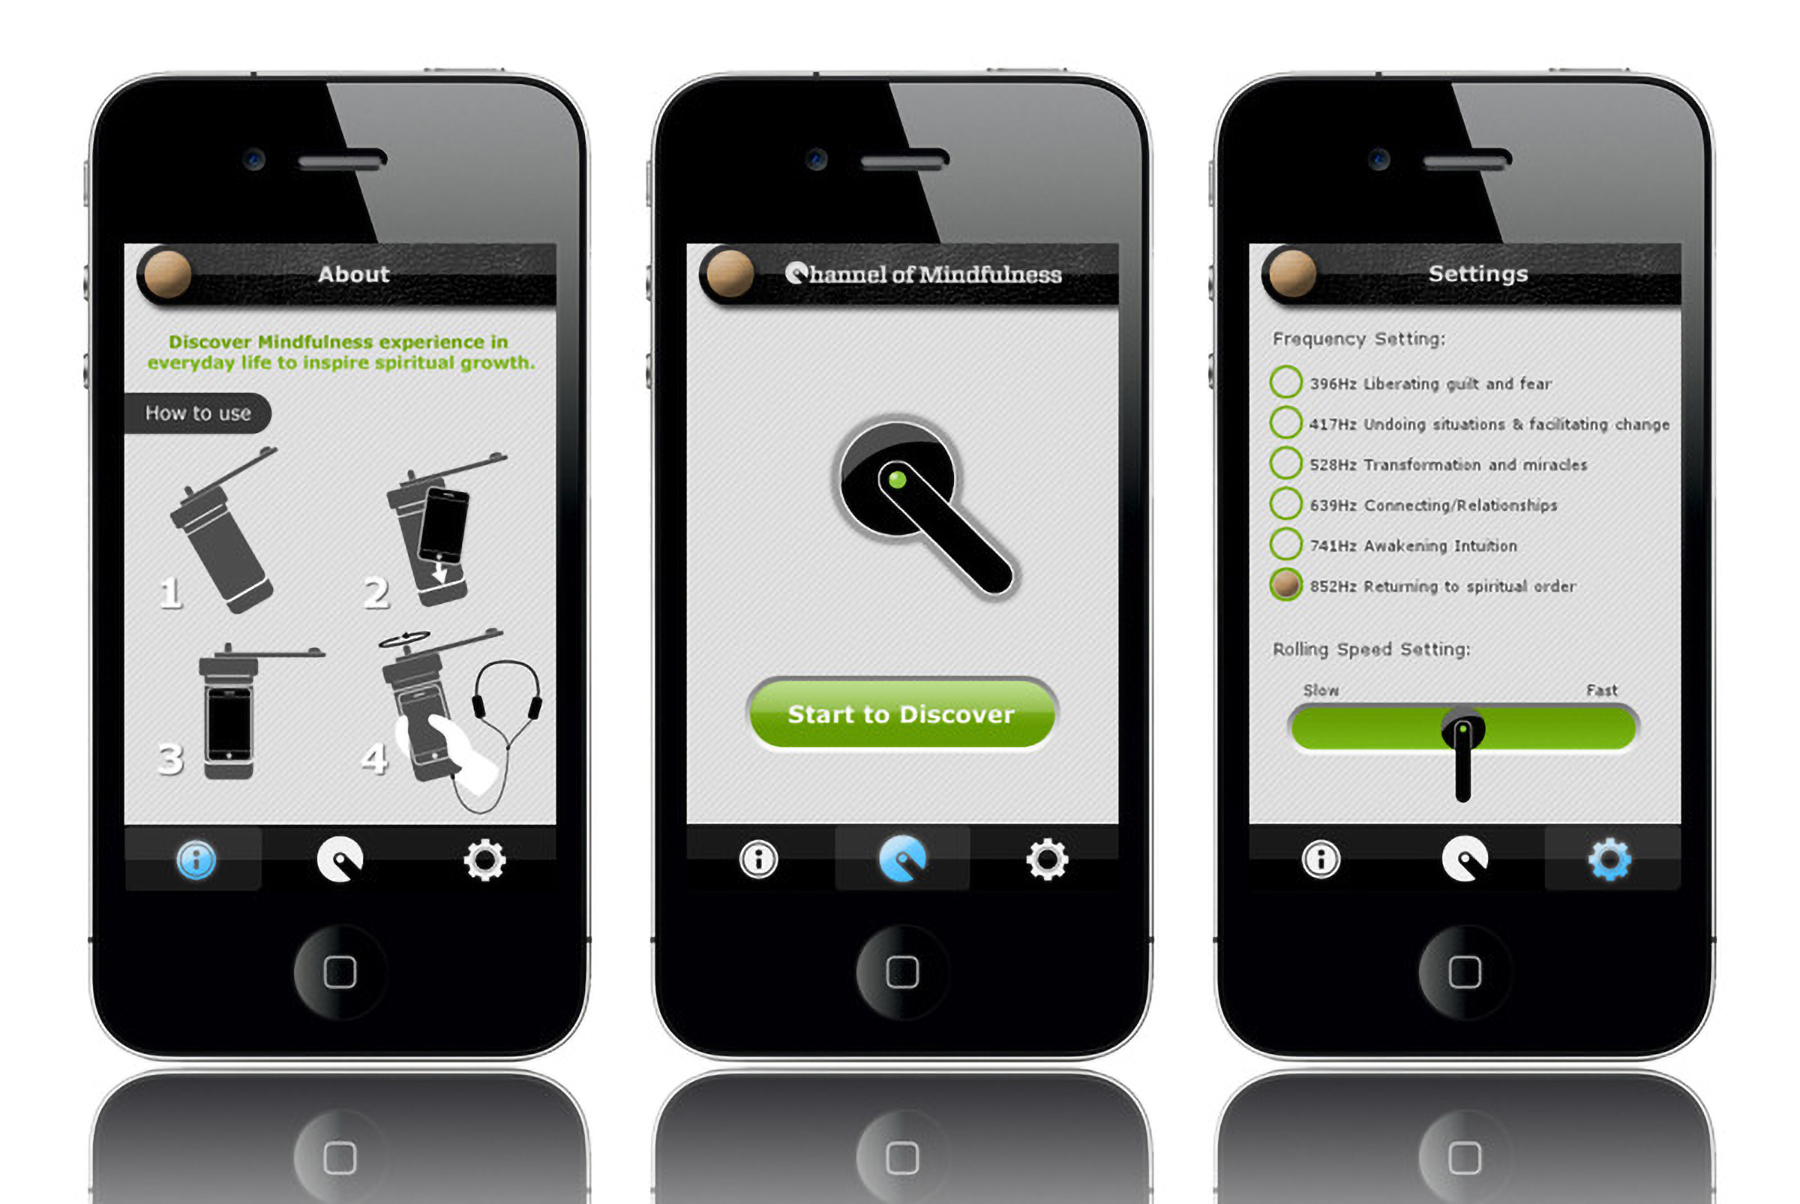 About
Discover Mindfulness experience in
everyday life to inspire spiritual growth.
How to use
1
2
3
4
Channel of Mindfulness
Start to Discover
Settings
Frequency Setting:
396Hz Liberating guilt and fear
417Hz Undoing situations & facilitating change
528Hz Transformation and miracles
639Hz Connecting/Relationships
741Hz Awakening Intuition
852Hz Returning to spiritual order
Rolling Speed Setting:
Slow Fast